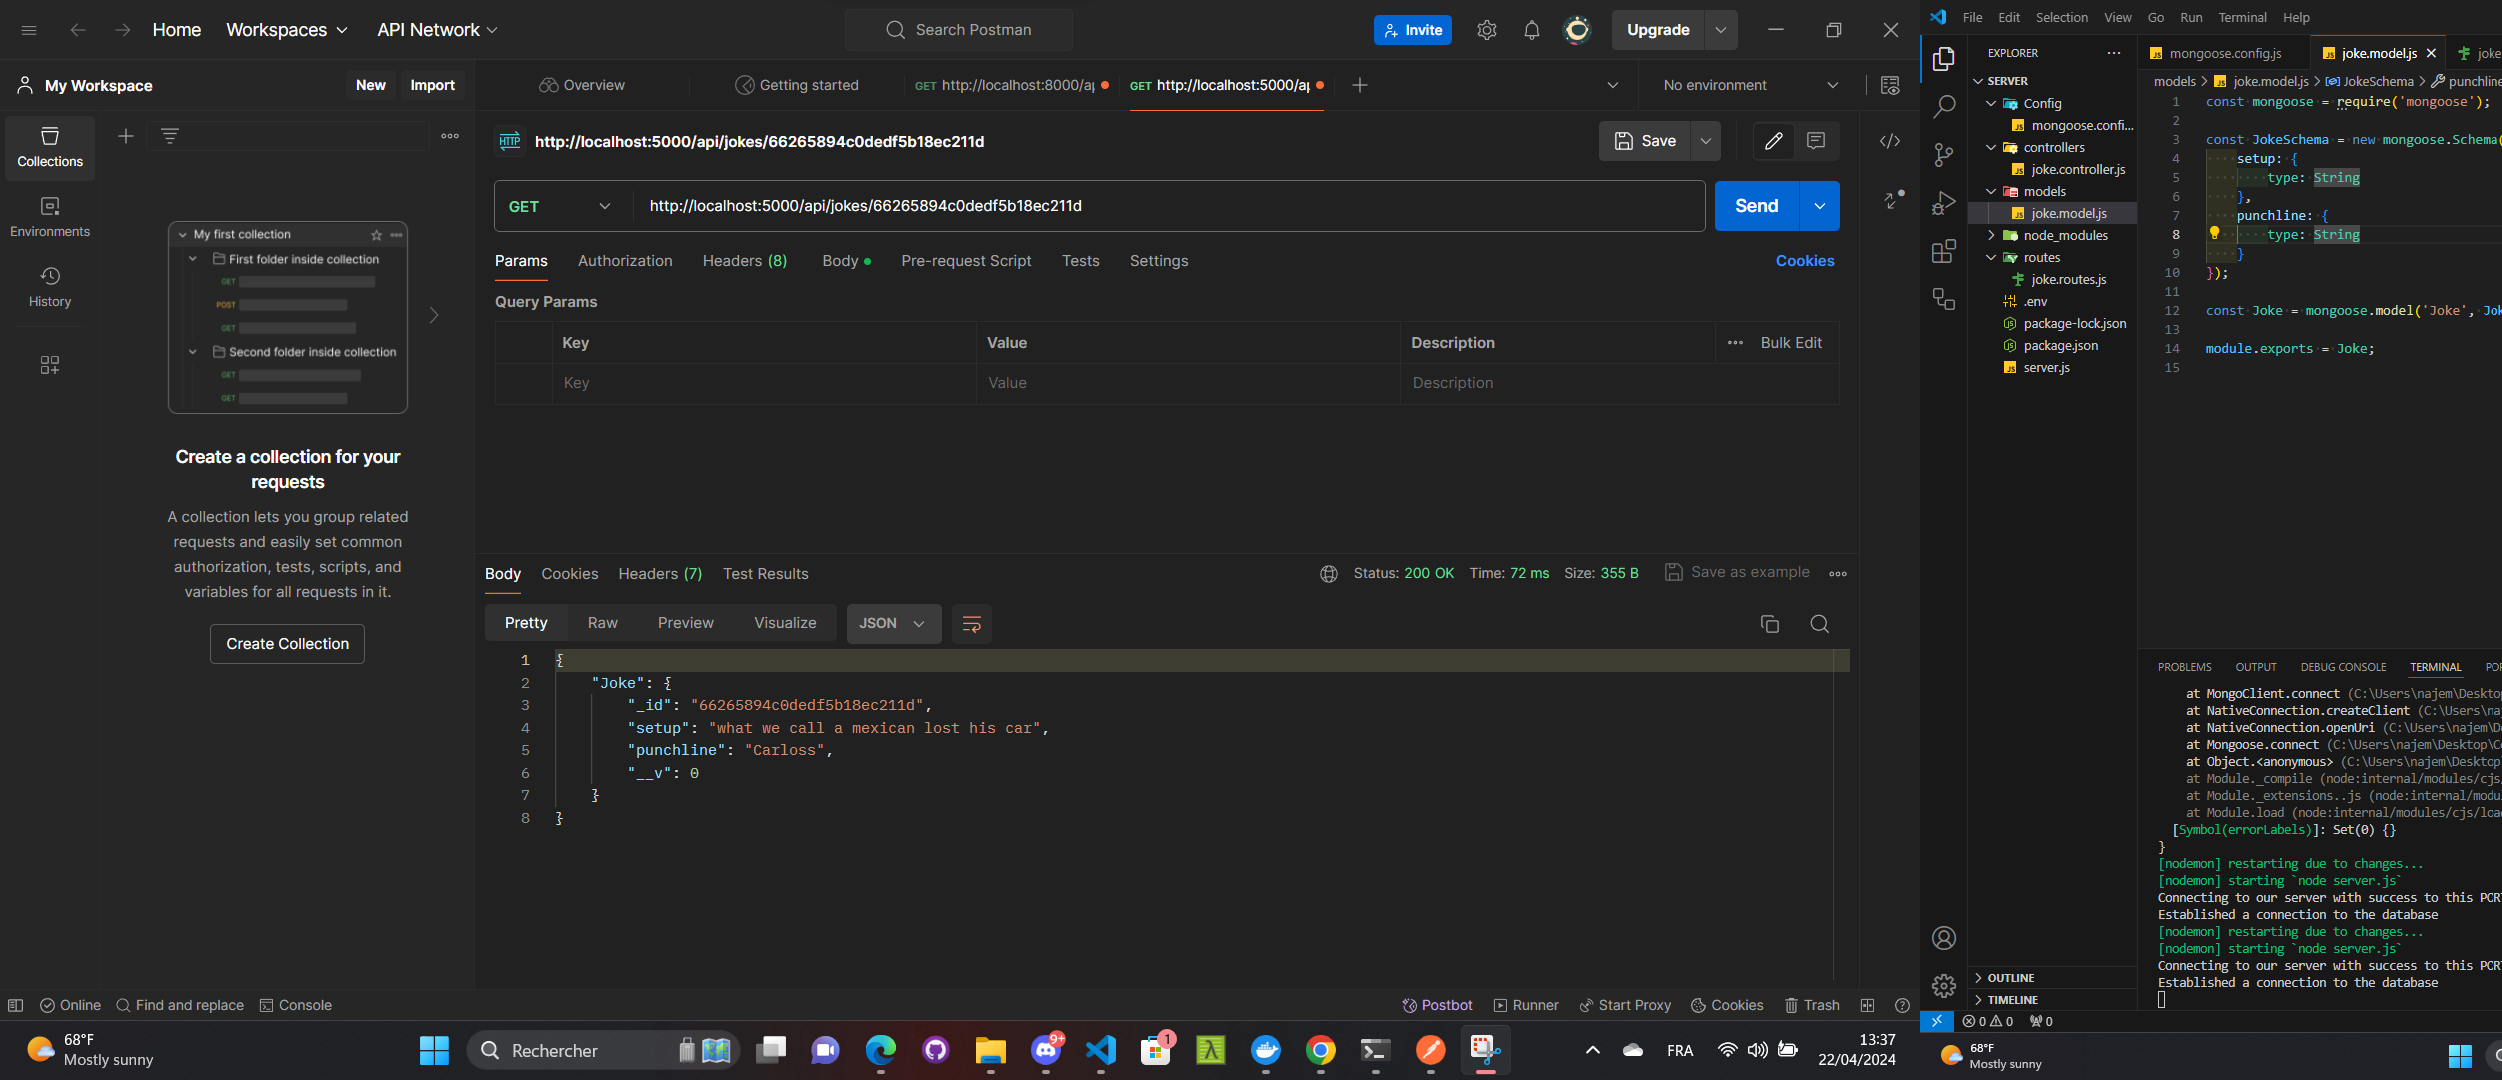 Home Workspaces API Network
Search Postman
Invite Upgrade
My Workspace New Import
Overview
Getting started
GET http://localhost:8000/a
GET http://localhost:5000/a
No environment
Collections
Environments
History
My first collection
First folder inside collection
GET
POST
GET
Second folder inside collection
GET
GET
Create a collection for your
requests
A collection lets you group related
requests and easily set common
authorization, tests, scripts, and
variables for all requests in it.
Create Collection
HTTP http://localhost:5000/api/jokes/66265894c0dedf5b18ec211d
Save
GET http://localhost:5000/api/jokes/66265894c0dedf5b18ec211d
Send
Params Authorization Headers (8) Body Pre-request Script Tests Settings Cookies
Query Params
Key Value Description Bulk Edit
Key Value Description
Body Cookies Headers (7) Test Results
Status: 200 OK Time: 72 ms Size: 355 B Save as example
Pretty Raw Preview Visualize JSON
1 {
2 "Joke": {
3 "_id": "66265894c0dedf5b18ec211d",
4 "setup": "what we call a mexican lost his car",
5 "punchline": "Carloss",
6 "__v": 0
7 }
8 }
Online Find and replace Console
Postbot Runner Start Proxy Cookies Trash
File Edit Selection View Go Run Terminal Help
EXPLORER
SERVER
Config
mongoose.confi...
controllers
joke.controller.js
models
joke.model.js
node_modules
routes
joke.routes.js
.env
package-lock.json
package.json
server.js
OUTLINE
TIMELINE
mongoose.config.js joke.model.js joke
models > joke.model.js > JokeSchema > punchline
1 const mongoose = require('mongoose');
2
3 const JokeSchema = new mongoose.Schema(
4 setup: {
5 type: String
6 },
7 punchline: {
8 type: String
9 }
10 });
11
12 const Joke = mongoose.model('Joke', Jok
13
14 module.exports = Joke;
15
PROBLEMS OUTPUT DEBUG CONSOLE TERMINAL POR
at MongoClient.connect (C:\Users\najem\Deskto
at NativeConnection.createClient (C:\Users\na
at NativeConnection.openUri (C:\Users\najem\D
at Mongoose.connect (C:\Users\najem\Desktop\C
at Object.<anonymous> (C:\Users\najem\Desktop
at Module._compile (node:internal/modules/cjs
at Module._extensions..js (node:internal/modu
at Module.load (node:internal/modules/cjs/loa
[Symbol(errorLabels)]: Set(0) {}
}
[nodemon] restarting due to changes...
[nodemon] starting `node server.js`
Connecting to our server with success to this PORT
Established a connection to the database
[nodemon] restarting due to changes...
[nodemon] starting `node server.js`
Connecting to our server with success to this PORT
Established a connection to the database
0 0 0
68°F
Mostly sunny
Rechercher
9+
1
FRA
13:37
22/04/2024
68°F
Mostly sunny